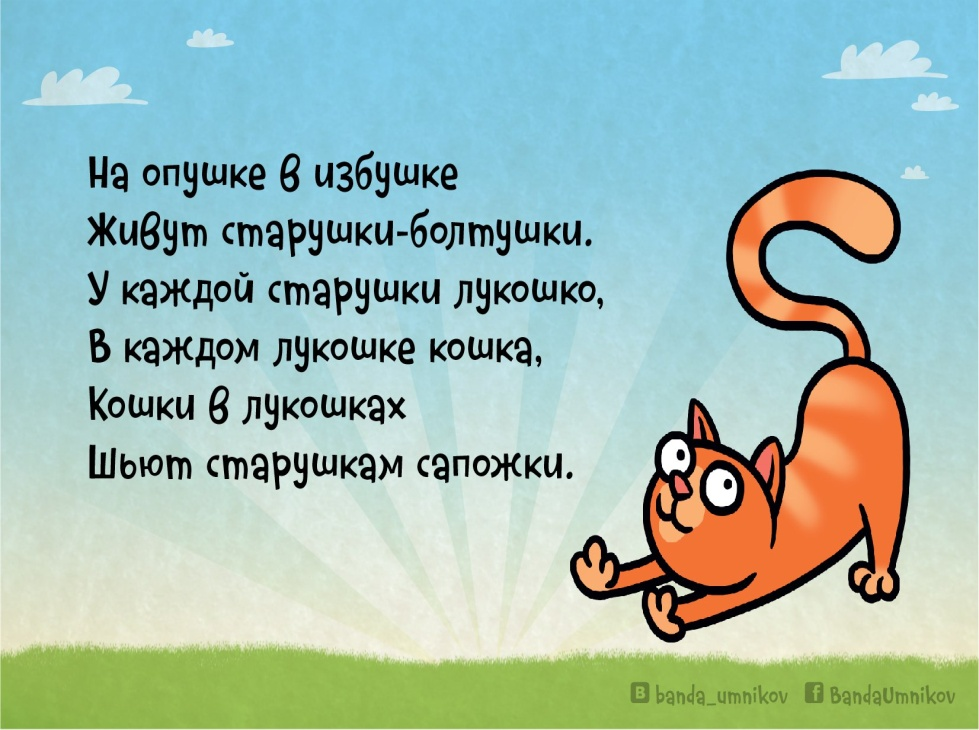 На опушке в избушке
Живут старушки-болтушки.
У каждой старушки лукошко,
В каждом лукошке кошка,
Кошки в лукошках
Шьют старушкам сапожки.
B banda_umnikov f BandaUmnikov